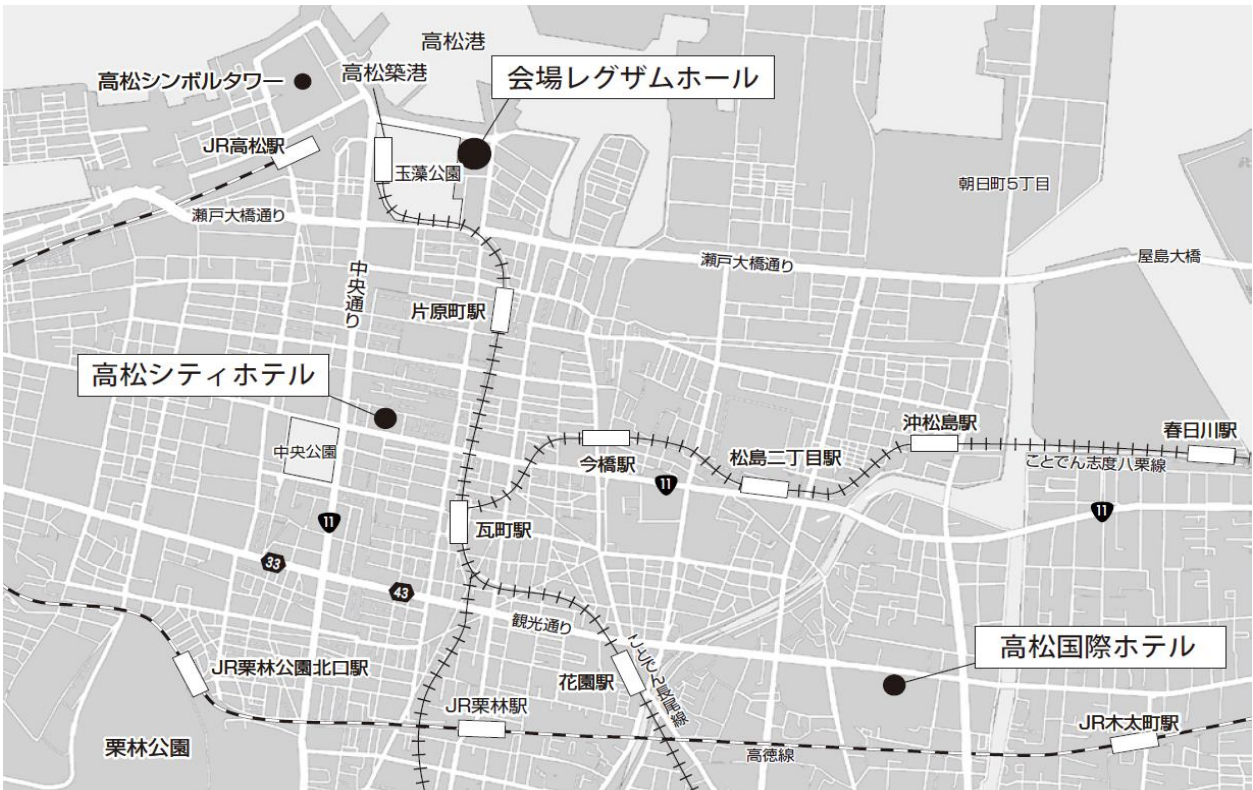 高松港
会場レグザムホール
高松築港
高松シンボルタワー
JR高松駅
玉藻公園
朝日町5丁目
瀬戸大橋通り
瀬戸大橋通り
屋島大橋
中央通り
片原町駅
高松シティホテル
沖松島駅
春日川駅
中央公園
今橋駅
松島二丁目駅
ことでん志度八栗線
11
11
11
瓦町駅
33
43
観光通り
高松国際ホテル
ことでん長尾線
JR栗林公園北口駅
花園駅
JR栗林駅
JR木太町駅
栗林公園
高徳線